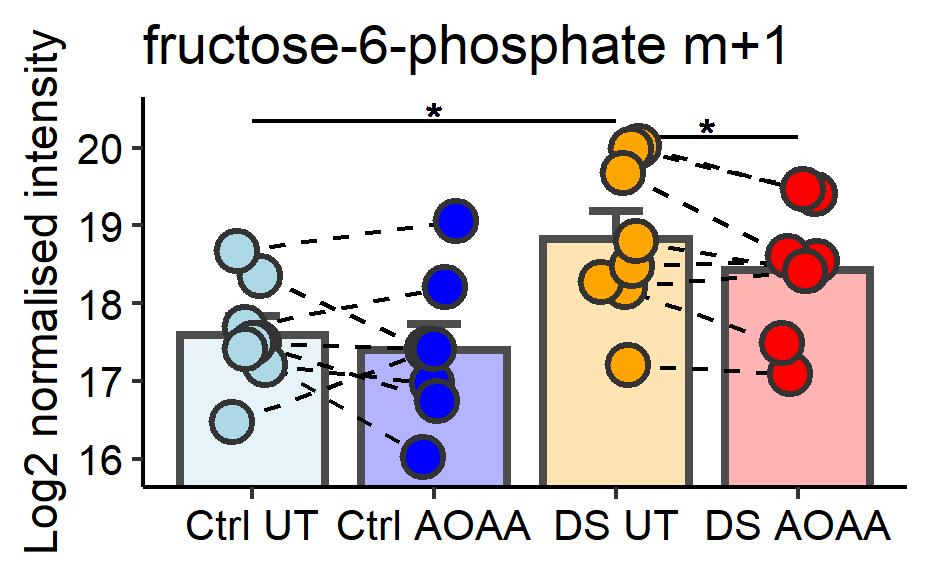 fructose-6-phosphate m+1
Log2 normalised intensity
*
*
20
19
18
17
16
Ctrl UT
Ctrl AOAA
DS UT
DS AOAA